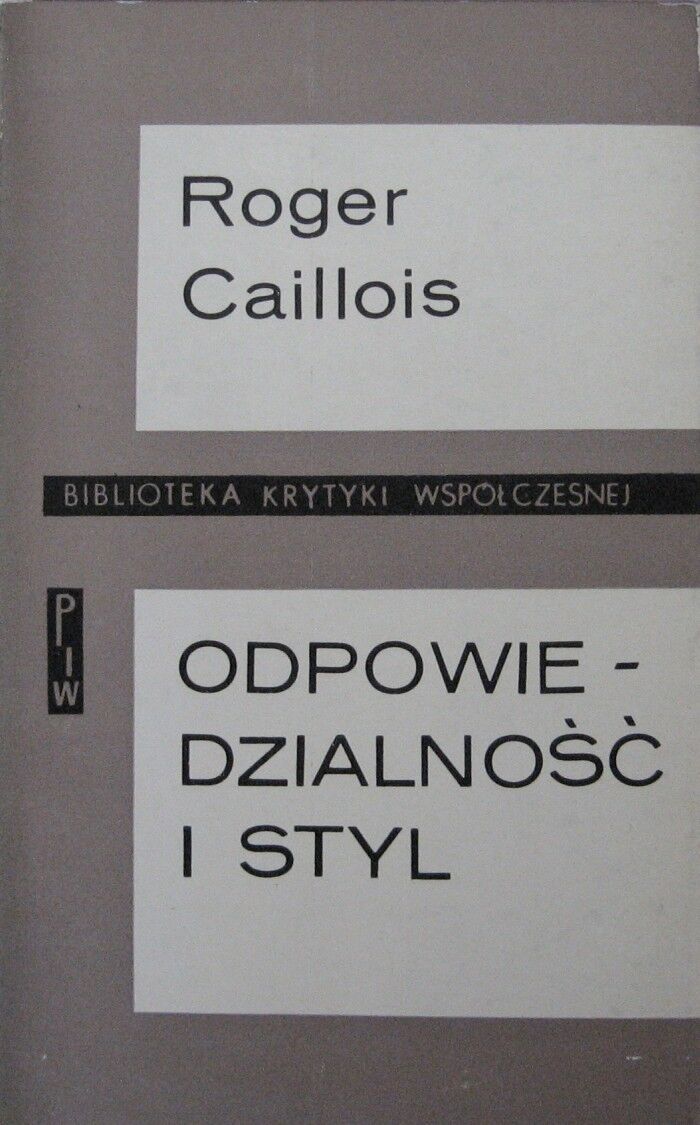 Roger
Caillois
BIBLIOTEKA KRYTYKI WSPÓŁCZESNEJ
PIW
ODPOWIE-
DZIALNOŚĆ
I STYL